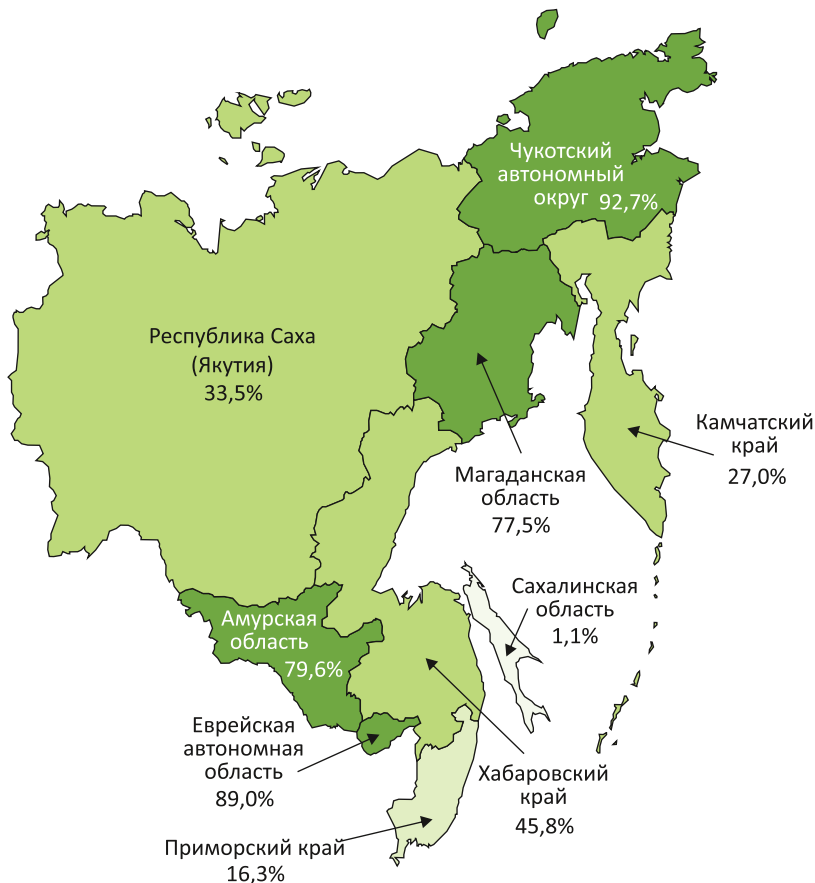 Чукотский
автономный
округ 92,7%
Республика Саха
(Якутия)
33,5%
Камчатский
край
27,0%
Магаданская
область
77,5%
Сахалинская
область
1,1%
Амурская
область
79,6%
Еврейская
автономная
область
89,0%
Хабаровский
край
45,8%
Приморский край
16,3%